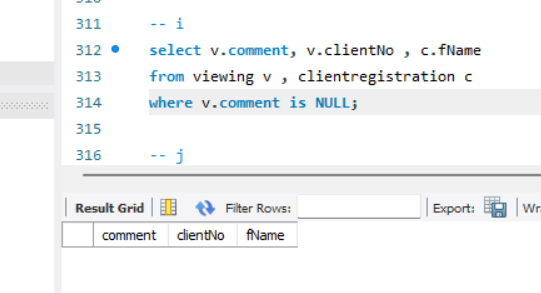 311 -- i
312 select v.comment, v.clientNo , c.fName
313 from viewing v , clientregistration c
314 where v.comment is NULL;
315
316 -- j
Result Grid Filter Rows: Export:
comment clientNo fName